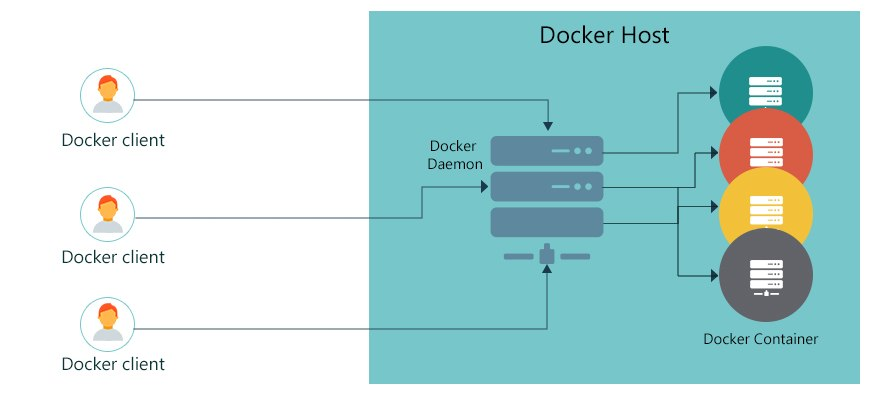 Docker Host
Docker client
Docker
Daemon
Docker client
Docker Container
Docker client